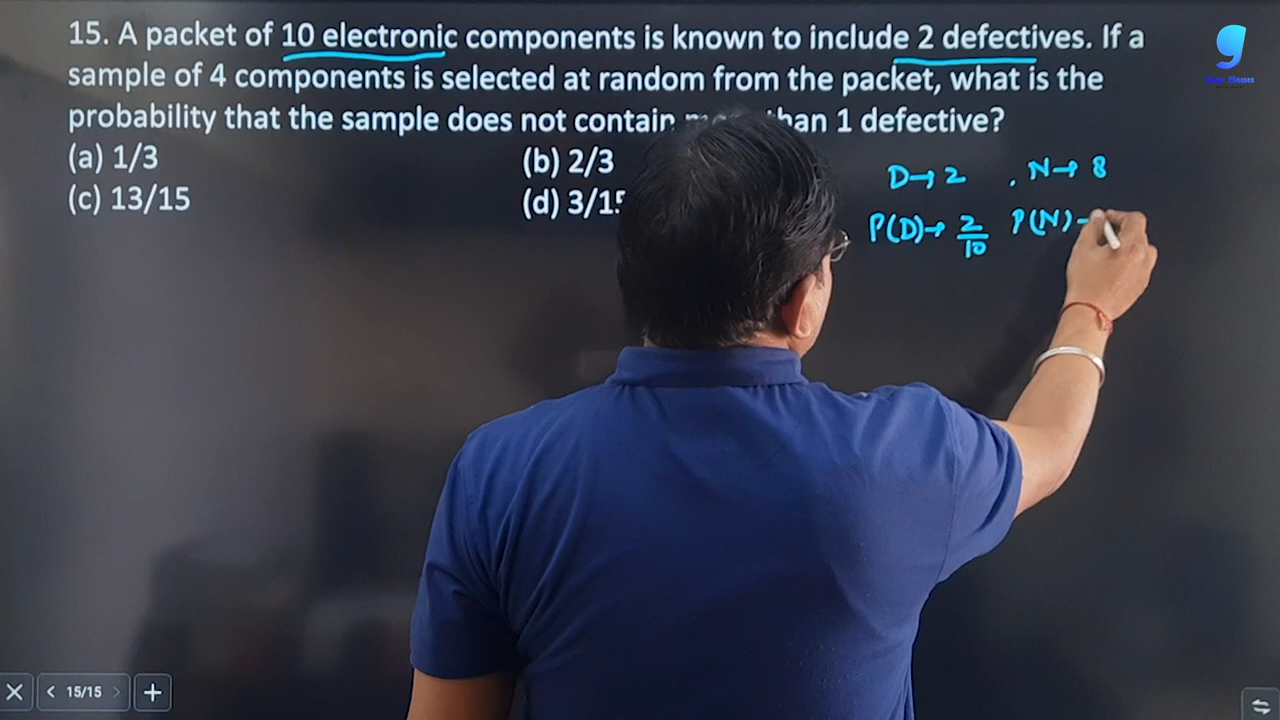 15. A packet of 10 electronic components is known to include 2 defectives. If a
sample of 4 components is selected at random from the packet, what is the
probability that the sample does not contain than 1 defective?
(a) 1/3
(b) 2/3
(c) 13/15
(d)
D→2 , N→8
P(D)→ 2/10 P(N)-
15/15